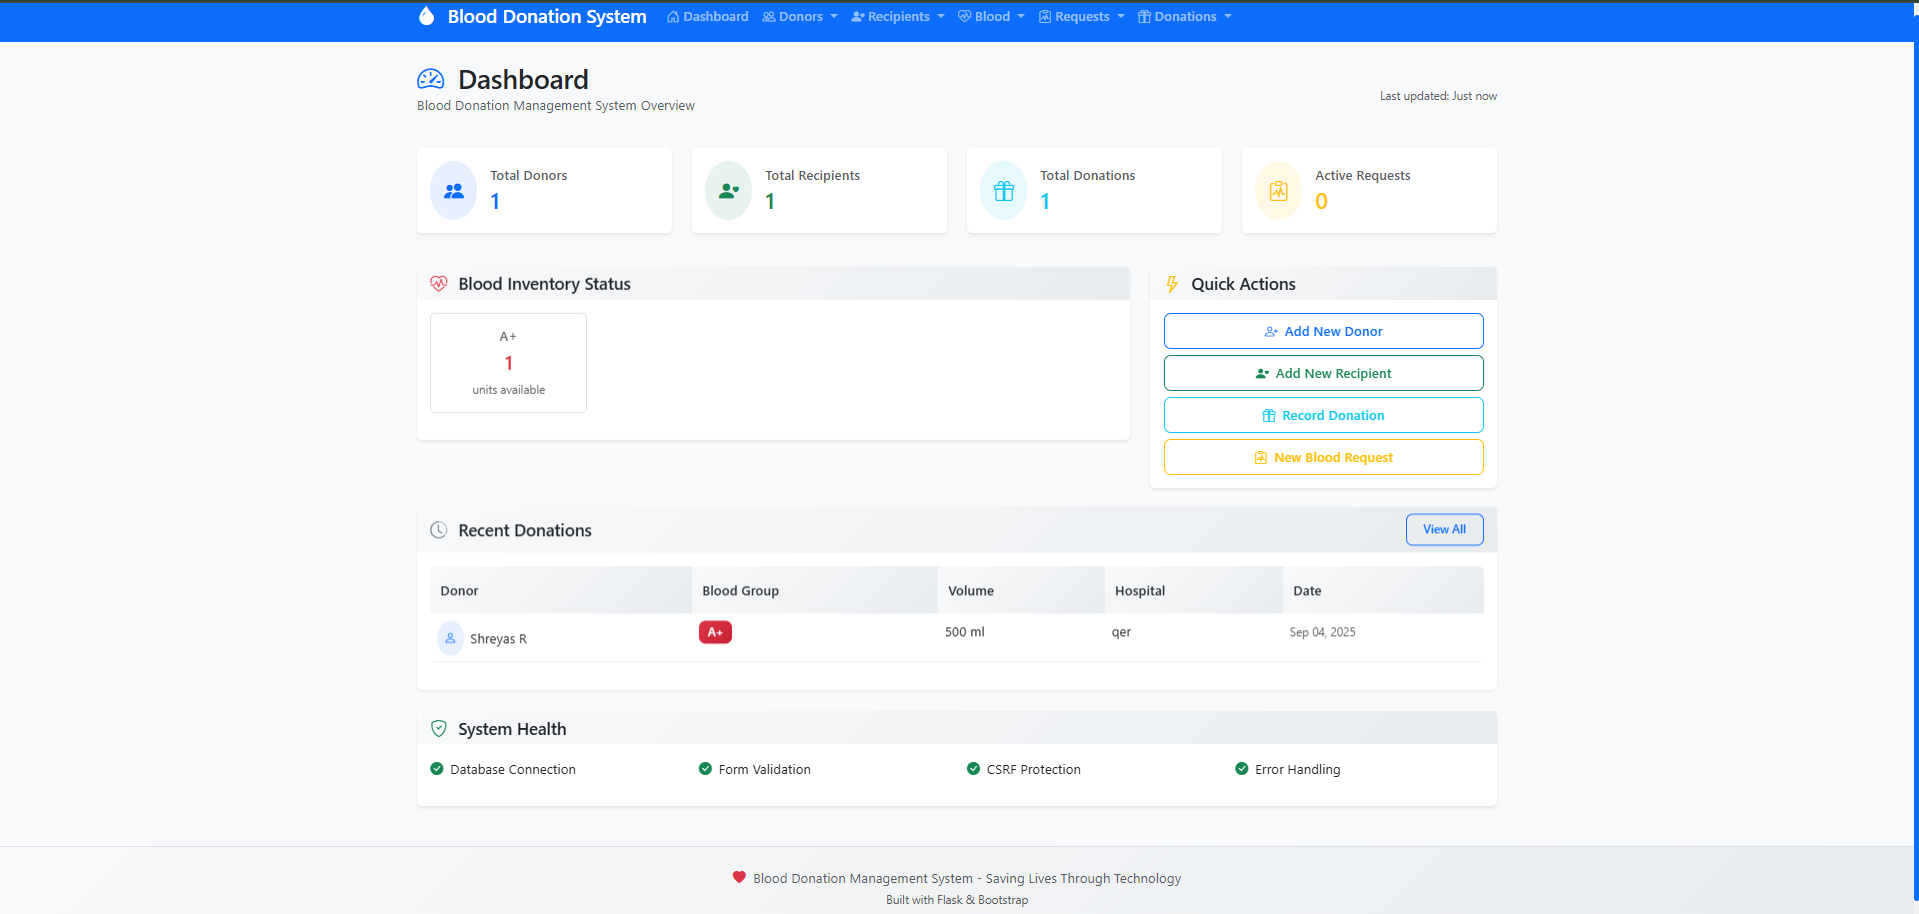 Blood Donation System Dashboard Donors Recipients Blood Requests Donations
Dashboard
Blood Donation Management System Overview
Last updated: Just now
Total Donors
1
Total Recipients
1
Total Donations
1
Active Requests
0
Blood Inventory Status
A+
1
units available
Quick Actions
Add New Donor
Add New Recipient
Record Donation
New Blood Request
Recent Donations
View All
Donor Blood Group Volume Hospital Date
Shreyas R A+ 500 ml qer Sep 04, 2025
System Health
Database Connection Form Validation CSRF Protection Error Handling
Blood Donation Management System - Saving Lives Through Technology
Built with Flask & Bootstrap